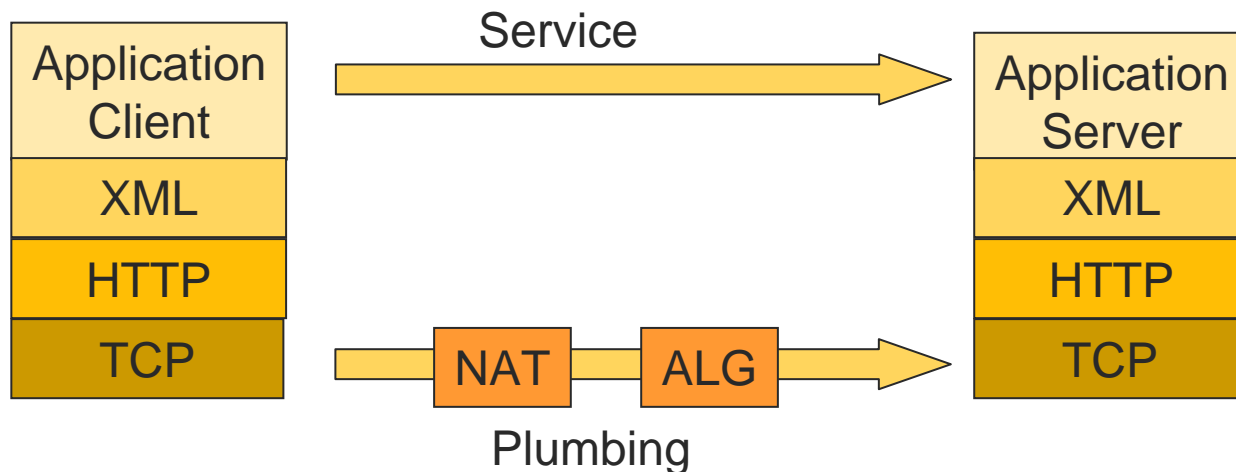 Service
Application
Client
XML
HTTP
TCP
NAT
ALG
Plumbing
Application
Server
XML
HTTP
TCP